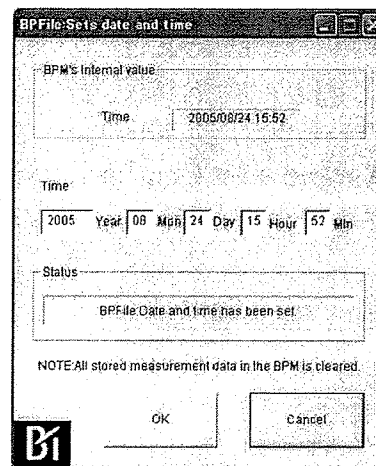 BPFile:Sets date and time
BPM's Internal value
Time 2005/08/24 15:52
Time
2005 Year 08 Mon 24 Day 15 Hour 52 Min
Status
BPFile:Date and time has been set.
NOTE:All stored measurement data in the BPM is cleared.
OK Cancel